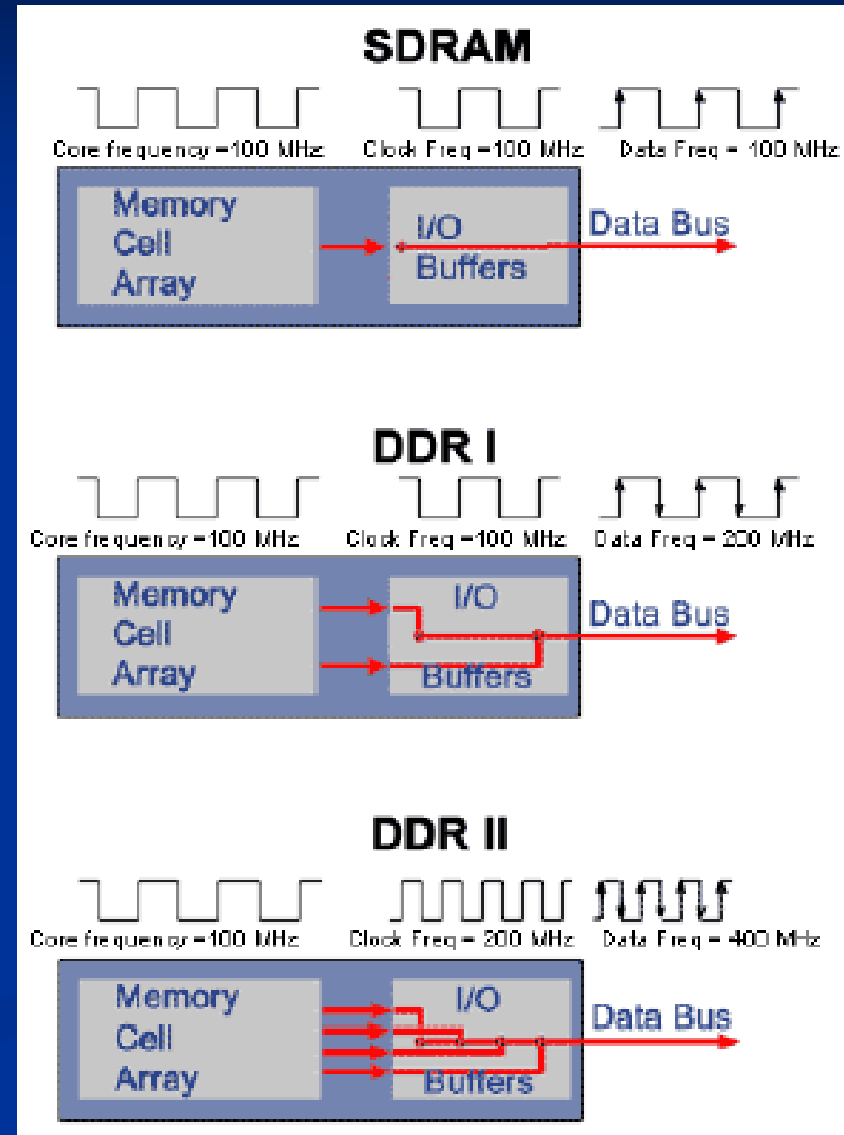 SDRAM
Core frequency =100 MHz Clock Freq =100 MHz Data Freq = 100 MHz
Memory
Cell
Array
I/O
Buffers
Data Bus
DDR I
Core frequency =100 MHz Clock Freq =100 MHz Data Freq = 200 MHz
Memory
Cell
Array
I/O
Buffers
Data Bus
DDR II
Core frequency =100 MHz Clock Freq = 200 MHz Data Freq = 400 MHz
Memory
Cell
Array
I/O
Buffers
Data Bus